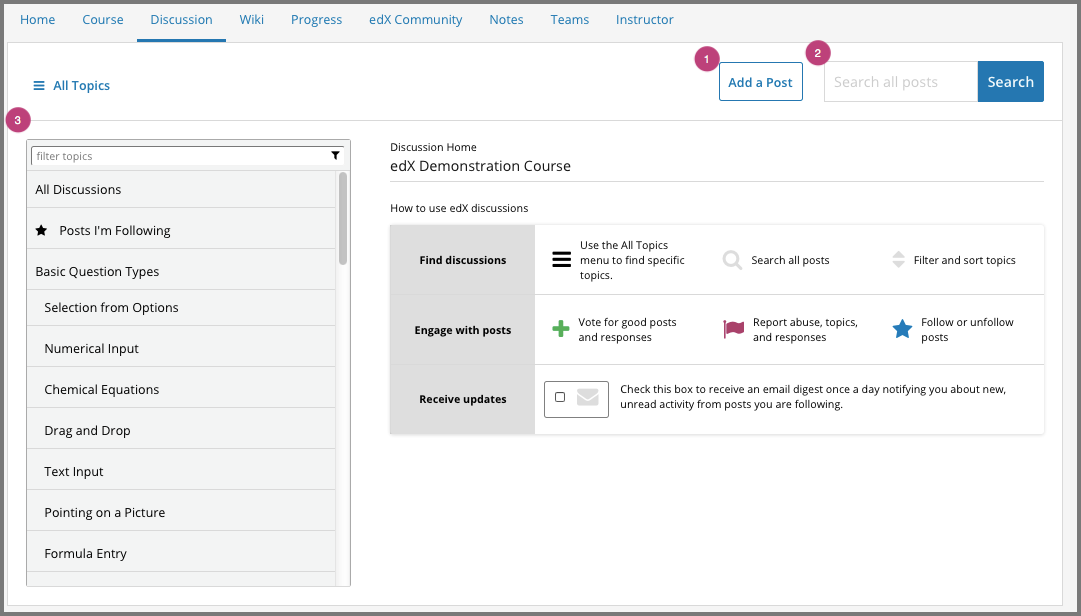 Home Course Discussion Wiki Progress edX Community Notes Teams Instructor
1
2
All Topics
Add a Post
Search all posts
Search
3
filter topics
All Discussions
Posts I'm Following
Basic Question Types
Selection from Options
Numerical Input
Chemical Equations
Drag and Drop
Text Input
Pointing on a Picture
Formula Entry
Discussion Home
edX Demonstration Course
How to use edX discussions
Find discussions
Use the All Topics
menu to find specific
topics.
Search all posts
Filter and sort topics
Engage with posts
Vote for good posts
and responses
Report abuse, topics,
and responses
Follow or unfollow
posts
Receive updates
Check this box to receive an email digest once a day notifying you about new,
unread activity from posts you are following.